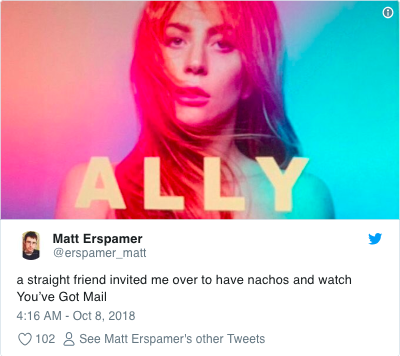 ALLY
Matt Erspamer
@erspamer_matt
a straight friend invited me over to have nachos and watch
You've Got Mail
4:16 AM - Oct 8, 2018
102 See Matt Erspamer's other Tweets